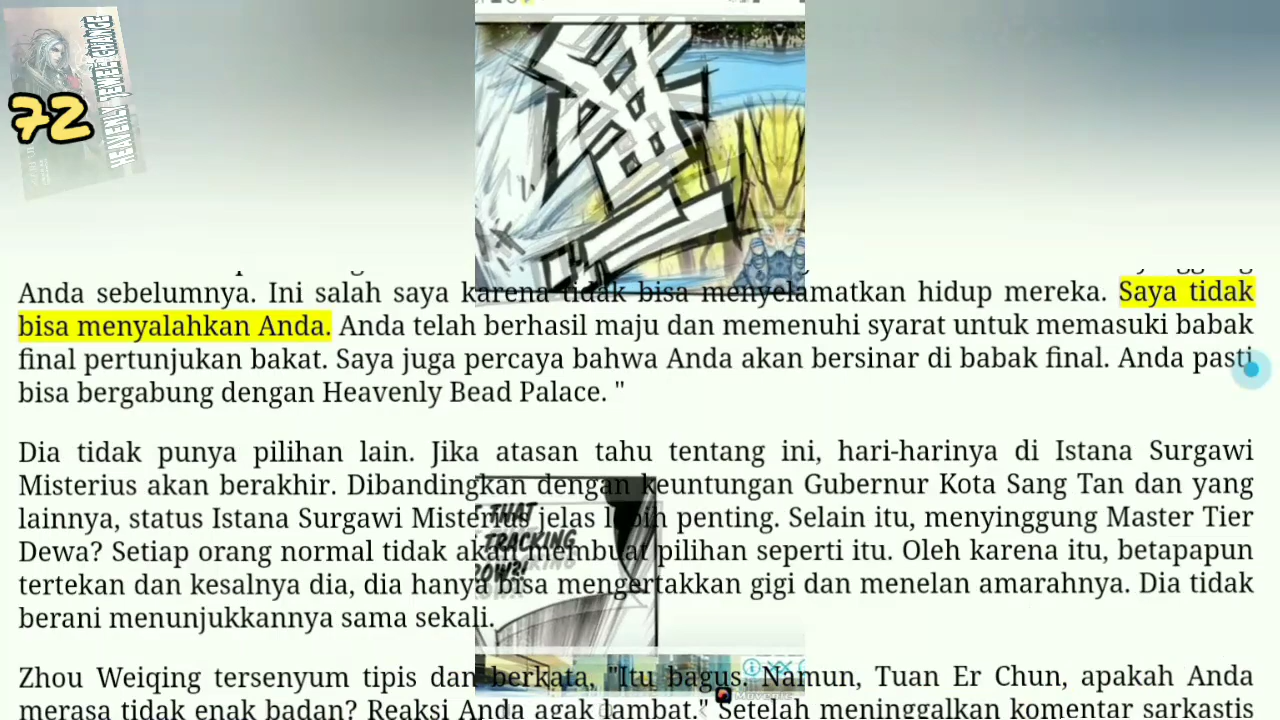 72
HEAVENLY JEWEL CHANGE
Anda sebelumnya. Ini salah saya karena tidak bisa menyelamatkan hidup mereka. Saya tidak
bisa menyalahkan Anda. Anda telah berhasil maju dan memenuhi syarat untuk memasuki babak
final pertunjukan bakat. Saya juga percaya bahwa Anda akan bersinar di babak final. Anda pasti
bisa bergabung dengan Heavenly Bead Palace. "
Dia tidak punya pilihan lain. Jika atasan tahu tentang ini, hari-harinya di Istana Surgawi
Misterius akan berakhir. Dibandingkan dengan keuntungan Gubernur Kota Sang Tan dan yang
lainnya, status Istana Surgawi Misterius jelas lebih penting. Selain itu, menyinggung Master Tier
THAT
Dewa? Setiap orang normal tidak akan membuat pilihan seperti itu. Oleh karena itu, betapapun
TRACKING
tertekan dan kesalnya dia, dia hanya bisa mengertakkan gigi dan menelan amarahnya. Dia tidak
berani menunjukkannya sama sekali.
Zhou Weiqing tersenyum tipis dan berkata, "Itu bagus. Namun, Tuan Er Chun, apakah Anda
merasa tidak enak badan? Reaksi Anda agak lambat." Setelah meninggalkan komentar sarkastis